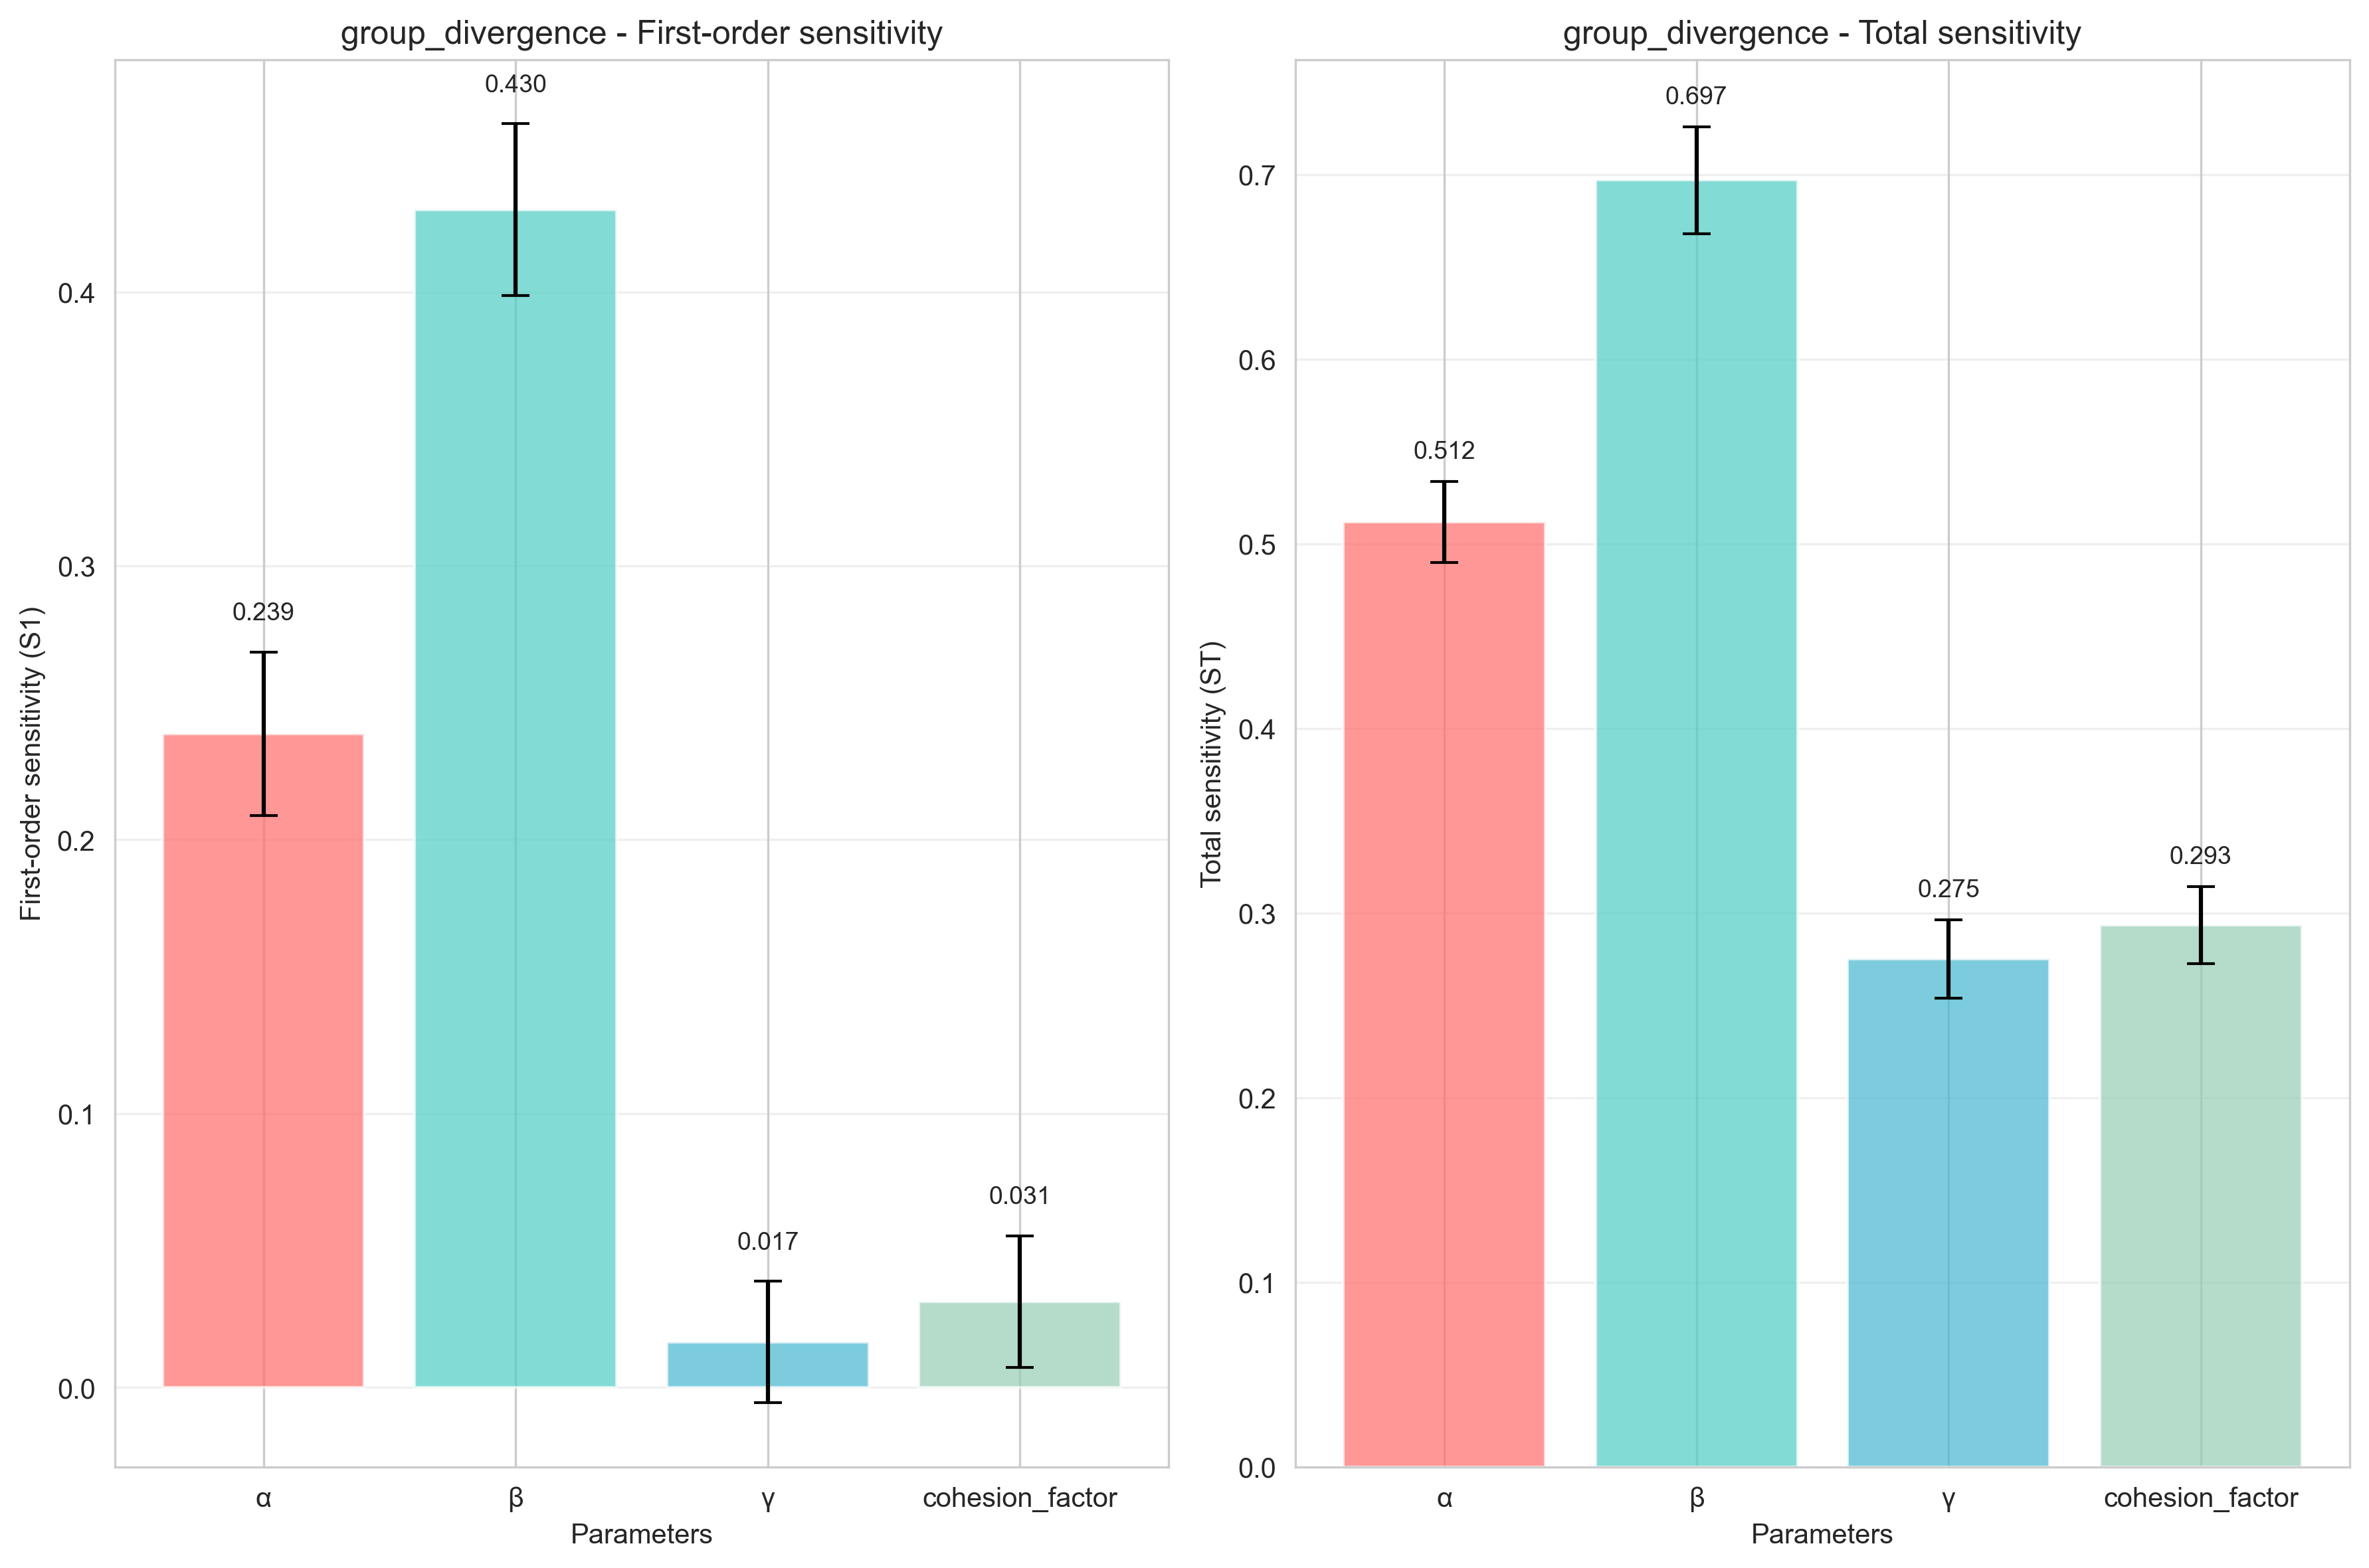 group_divergence - First-order sensitivity
First-order sensitivity (S1)
0.4
0.3
0.2
0.1
0.0
0.239
0.430
0.017
0.031
α
β
γ
cohesion_factor
Parameters
group_divergence - Total sensitivity
Total sensitivity (ST)
0.7
0.6
0.5
0.4
0.3
0.2
0.1
0.0
0.512
0.697
0.275
0.293
α
β
γ
cohesion_factor
Parameters